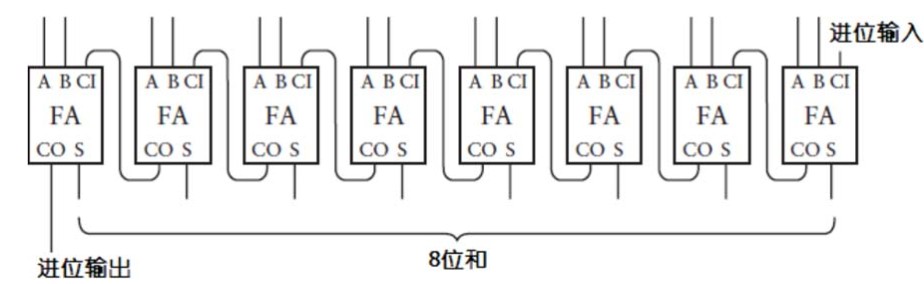 进位输入
A B CI A B CI A B CI A B CI A B CI A B CI A B CI A B CI
FA FA FA FA FA FA FA FA
CO S CO S CO S CO S CO S CO S CO S CO S
8位和
进位输出